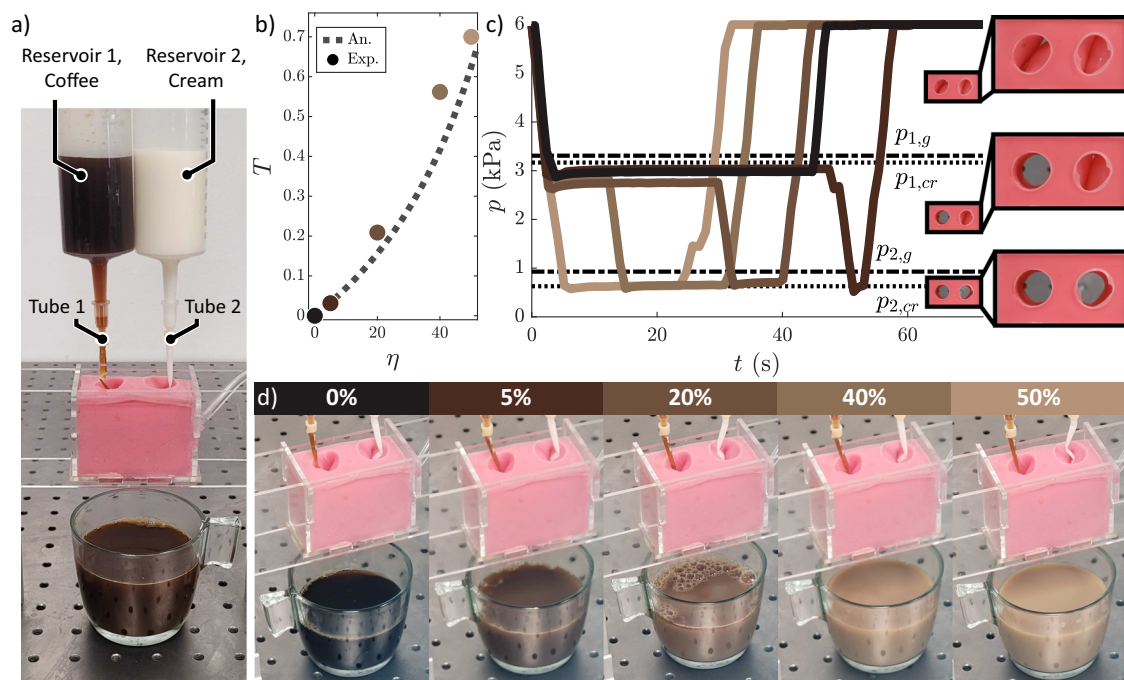 a)
Reservoir 1,
Coffee
Reservoir 2,
Cream
Tube 1
Tube 2
b)
T
0.7
0.6
0.5
0.4
0.3
0.2
0.1
0
An.
Exp.
0
20
40
η
c)
p (kPa)
6
5
4
3
2
1
0
p1,g
p1,cr
p2,g
p2,cr
0
20
40
60
t (s)
d)
0%
5%
20%
40%
50%